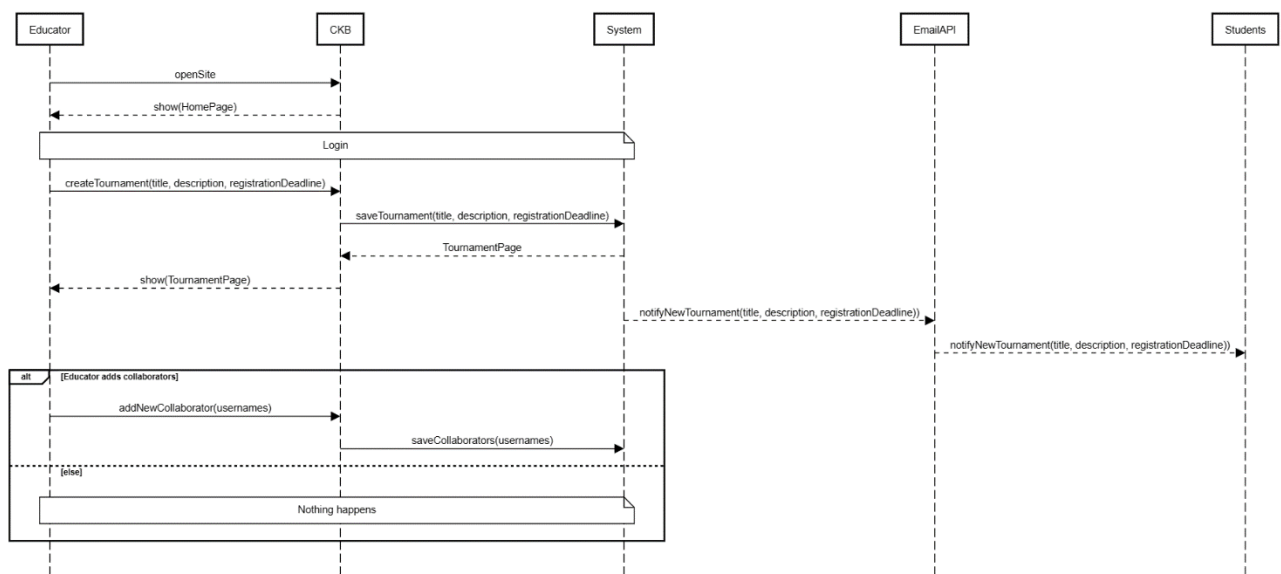 Educator
CKB
System
EmailAPI
Students
openSite
show(HomePage)
Login
createTournament(title, description, registrationDeadline)
saveTournament(title, description, registrationDeadline)
TournamentPage
show(TournamentPage)
notifyNewTournament(title, description, registrationDeadline))
notifyNewTournament(title, description, registrationDeadline))
alt
[Educator adds collaborators]
addNewCollaborator(usernames)
saveCollaborators(usernames)
[else]
Nothing happens